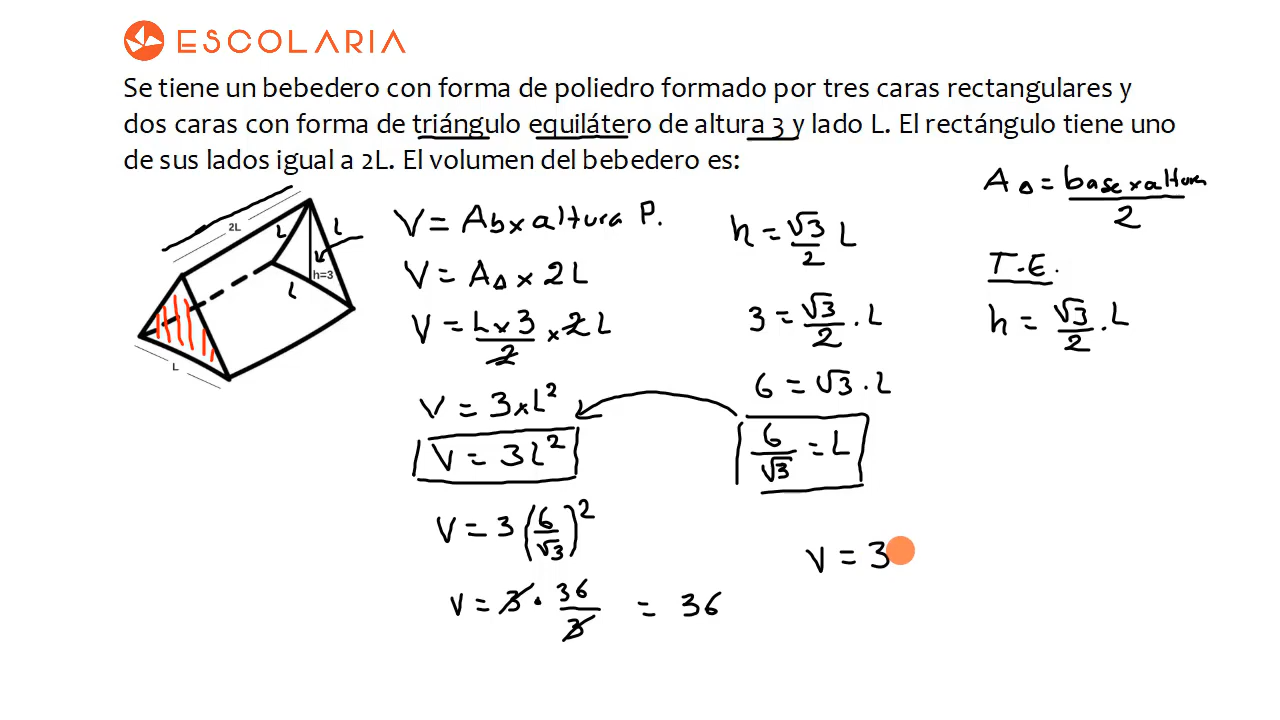 ESCOLARIA
Se tiene un bebedero con forma de poliedro formado por tres caras rectangulares y
dos caras con forma de triángulo equilátero de altura 3 y lado L. El rectángulo tiene uno
de sus lados igual a 2L. El volumen del bebedero es:
2L
L
L
h=3
L
L
V = Ab x altura P.
V = A△ x 2L
V = L x 3 / 2 x 2L
V = 3 x L²
V = 3L²
V = 3 (6/√3)²
V = 3 · 36/3 = 36
h = √3/2 L
3 = √3/2 . L
6 = √3 . L
6/√3 = L
V = 3
A△ = base x altura / 2
T.E.
h = √3/2 . L